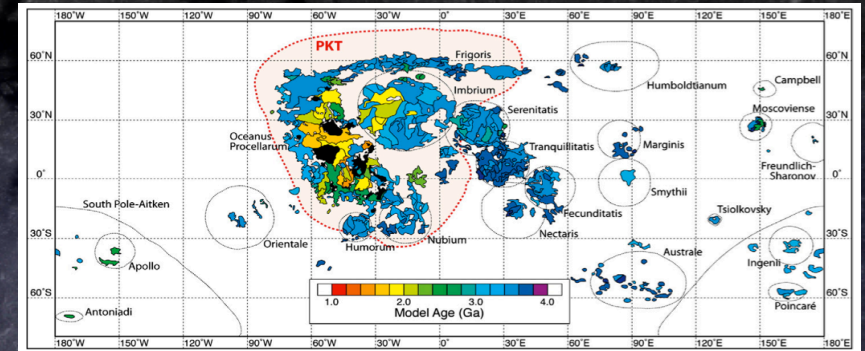 180°W 150°W 120°W 90°W 60°W 30°W 0° 30°E 60°E 90°E 120°E 150°E 180°E
PKT
Frigoris
60°N 60°N
Humboldtianum
Campbell
Imbrium
Moscoviense
Serenitatis
30°N 30°N
Oceanus
Procellarum
Tranquillitatis
Marginis
Freundlich-
Sharonov
0° 0°
Smythii
South Pole-Aitken
Tsiolkovsky
Fecunditatis
Nectaris
30°S 30°S
Orientale
Humorum
Nubium
Australe
Ingenii
Apollo
60°S 60°S
1.0 2.0 3.0 4.0
Model Age (Ga)
Poincaré
Antoniadi
180°W 150°W 120°W 90°W 60°W 30°W 0° 30°E 60°E 90°E 120°E 150°E 180°E